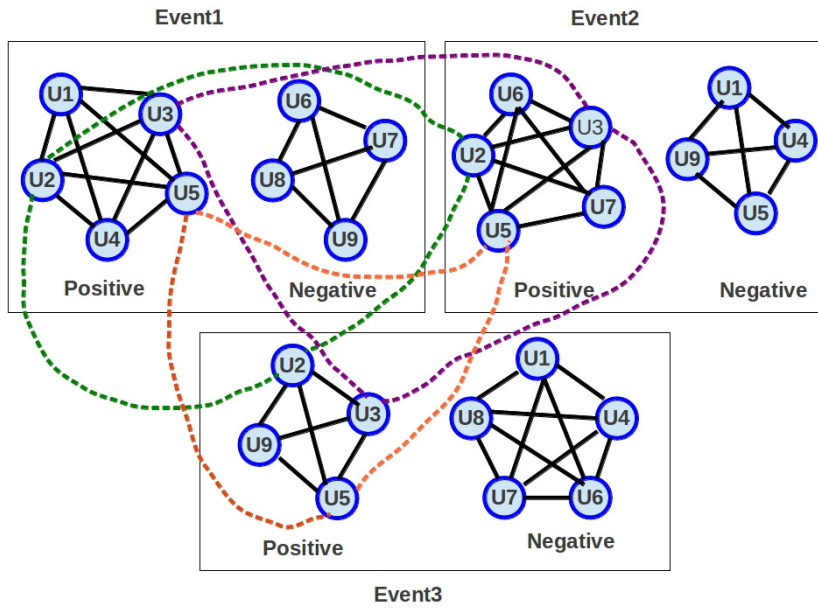 Event1
Event2
U1
U3
U2
U5
U4
Positive
U6
U7
U8
U9
Negative
U6
U3
U2
U7
U5
Positive
U1
U4
U9
U5
Negative
U2
U3
U9
U5
Positive
U1
U8
U4
U7
U6
Negative
Event3